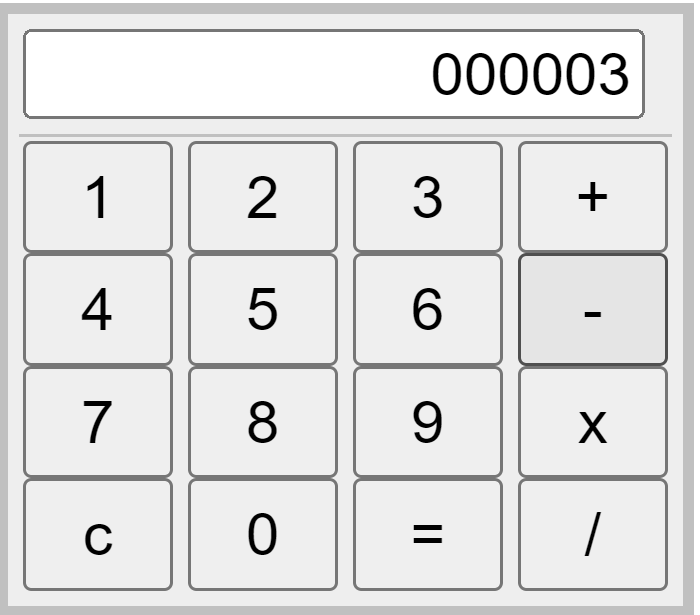 000003
1 2 3 +
4 5 6 -
7 8 9 x
c 0 = /